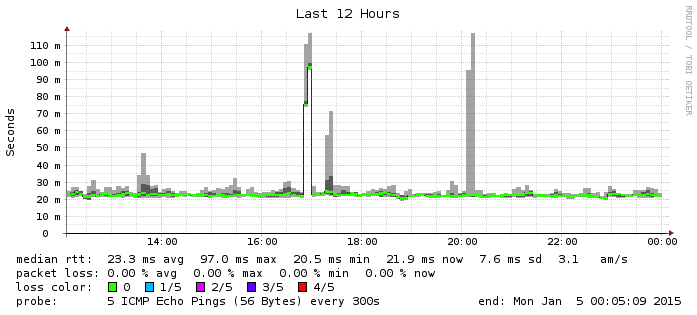 Last 12 Hours
RRDTOOL / TOBI OETIKER
Seconds
110 m
100 m
90 m
80 m
70 m
60 m
50 m
40 m
30 m
20 m
10 m
0
14:00 16:00 18:00 20:00 22:00 00:00
median rtt: 23.3 ms avg 97.0 ms max 20.5 ms min 21.9 ms now 7.6 ms sd 3.1 am/s
packet loss: 0.00 % avg 0.00 % max 0.00 % min 0.00 % now
loss color: 0 1/5 2/5 3/5 4/5
probe: 5 ICMP Echo Pings (56 Bytes) every 300s end: Mon Jan 5 00:05:09 2015